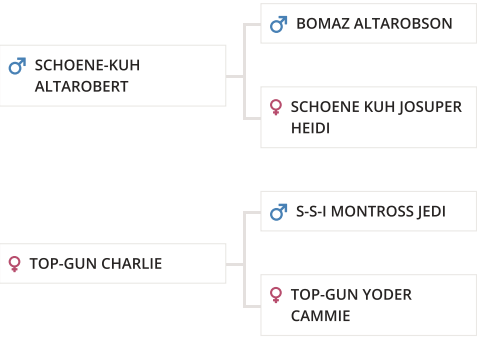 BOMAZ ALTAROBSON
SCHOENE-KUH
ALTAROBERT
SCHOENE KUH JOSUPER
HEIDI
S-S-I MONTROSS JEDI
TOP-GUN CHARLIE
TOP-GUN YODER
CAMMIE